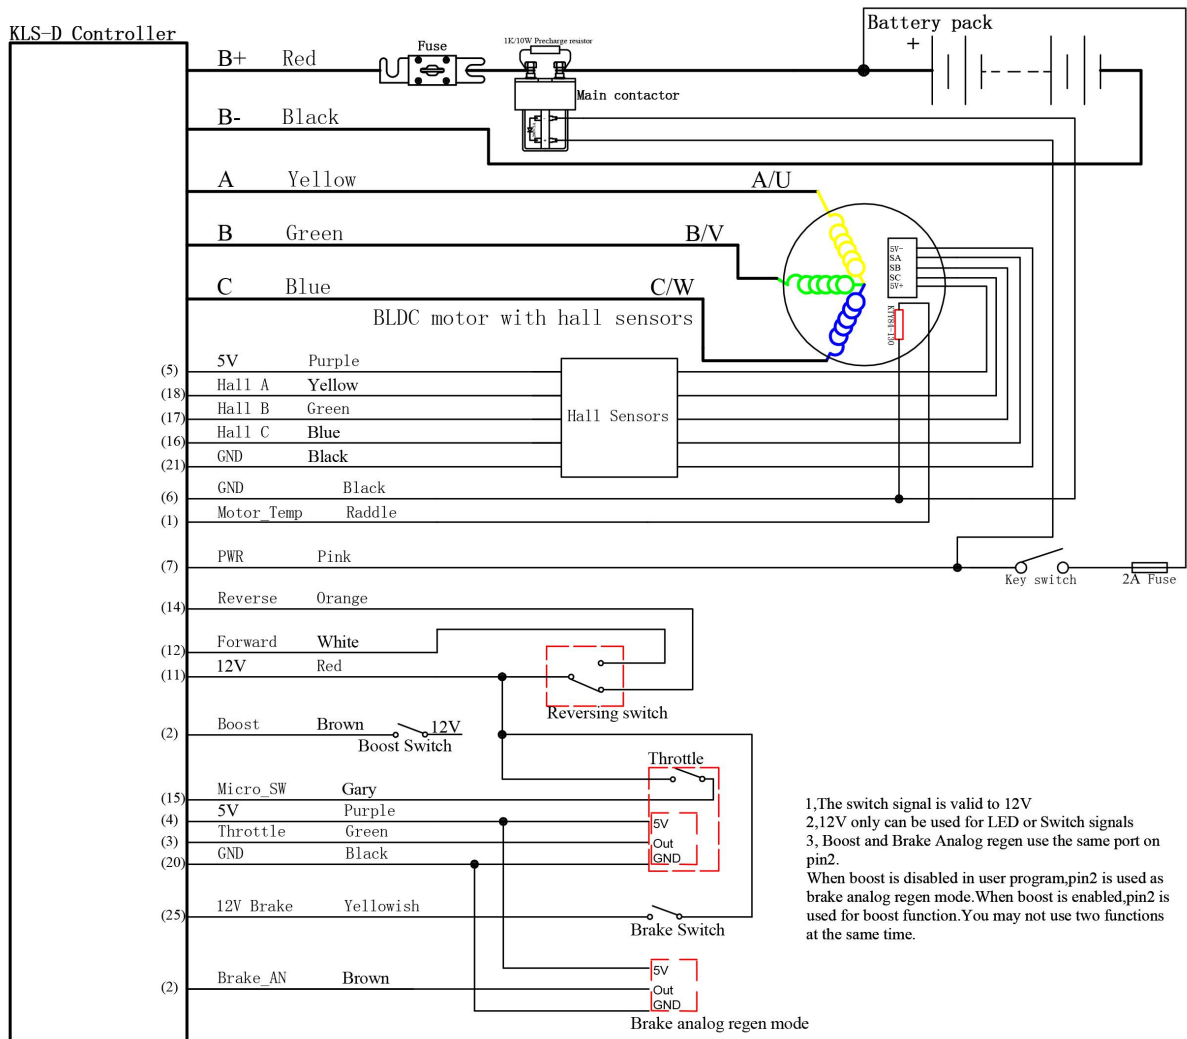 KLS-D Controller
B+ Red
Fuse
1K/10W Precharge resistor
Main contactor
Battery pack
+
B- Black
A Yellow
A/U
B Green
B/V
C Blue
C/W
BLDC motor with hall sensors
5V-
SA
SB
SC
5V+
KTY84-130
(5) 5V Purple
(18) Hall A Yellow
(17) Hall B Green
(16) Hall C Blue
(21) GND Black
Hall Sensors
(6) GND Black
(1) Motor_Temp Raddle
(7) PWR Pink
Key switch
2A Fuse
(14) Reverse Orange
(12) Forward White
(11) 12V Red
Reversing switch
(2) Boost Brown
12V
Boost Switch
Throttle
(15) Micro_SW Gary
(4) 5V Purple
(3) Throttle Green
(20) GND Black
5V
Out
GND
(25) 12V Brake Yellowish
Brake Switch
(2) Brake_AN Brown
5V
Out
GND
Brake analog regen mode
1,The switch signal is valid to 12V
2,12V only can be used for LED or Switch signals
3, Boost and Brake Analog regen use the same port on
pin2.
When boost is disabled in user program,pin2 is used as
brake analog regen mode.When boost is enabled,pin2 is
used for boost function.You may not use two functions
at the same time.